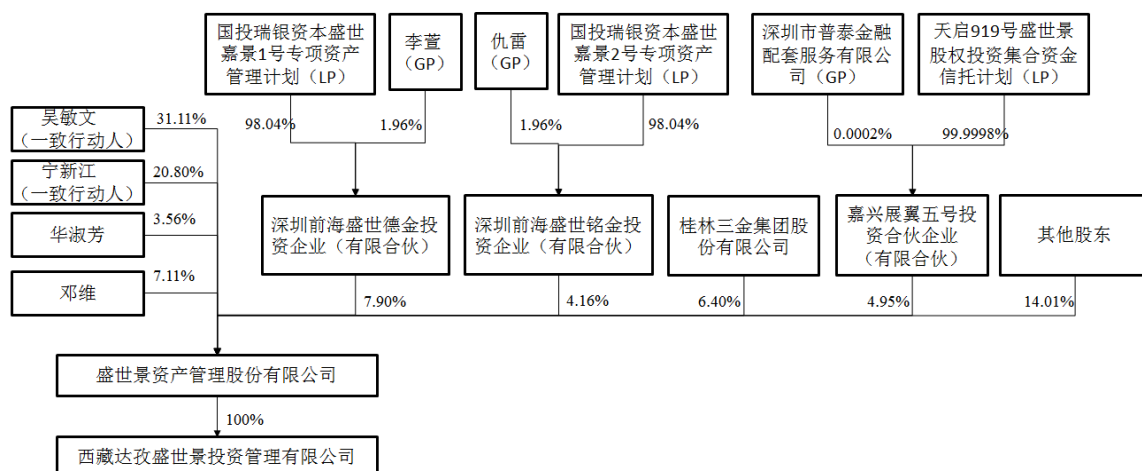 国投瑞银资本盛世
嘉景1号专项资产
管理计划（LP）
李萱
（GP）
仇雷
（GP）
国投瑞银资本盛世
嘉景2号专项资产
管理计划（LP）
深圳市普泰金融
配套服务有限公
司（GP）
天启919号盛世景
股权投资集合资金
信托计划（LP）
98.04%
1.96%
1.96%
98.04%
0.0002%
99.9998%
吴敏文
（一致行动人）
31.11%
宁新江
（一致行动人）
20.80%
华淑芳
3.56%
邓维
7.11%
深圳前海盛世德金投
资企业（有限合伙）
深圳前海盛世铭金投
资企业（有限合伙）
桂林三金集团股
份有限公司
嘉兴展翼五号投
资合伙企业
（有限合伙）
其他股东
7.90%
4.16%
6.40%
4.95%
14.01%
盛世景资产管理股份有限公司
100%
西藏达孜盛世景投资管理有限公司